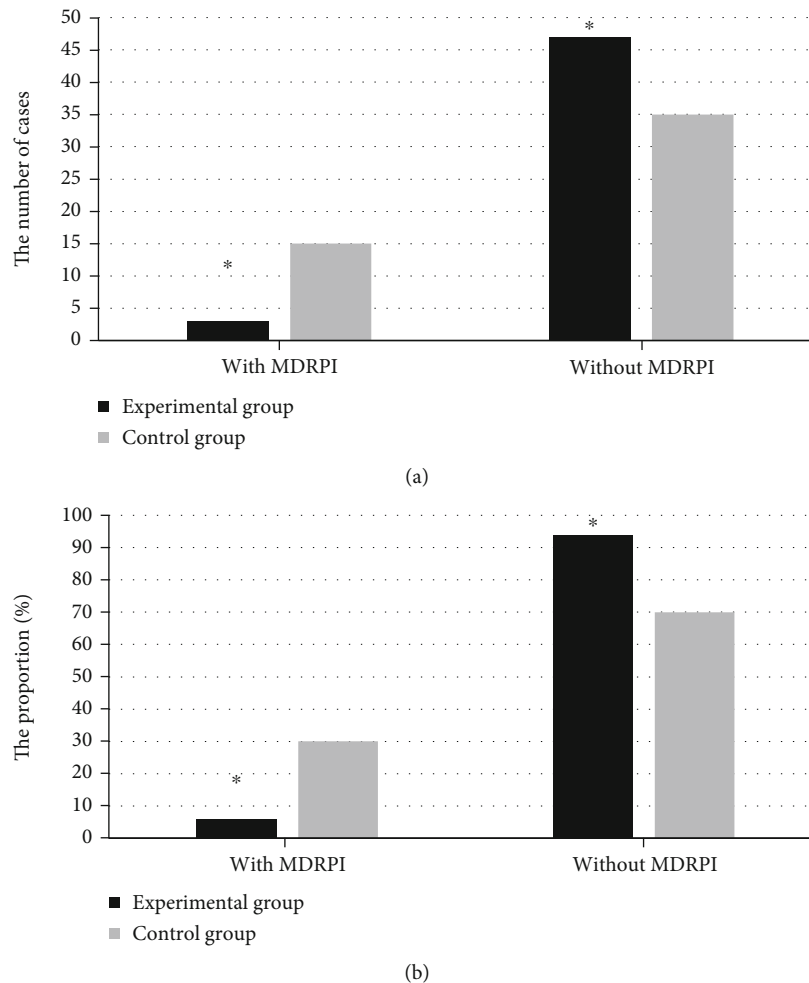 50
45
40
35
30
25
20
15
10
5
0
The number of cases
*
*
With MDRPI
Without MDRPI
Experimental group
Control group
(a)
100
90
80
70
60
50
40
30
20
10
0
The proportion (%)
*
*
With MDRPI
Without MDRPI
Experimental group
Control group
(b)